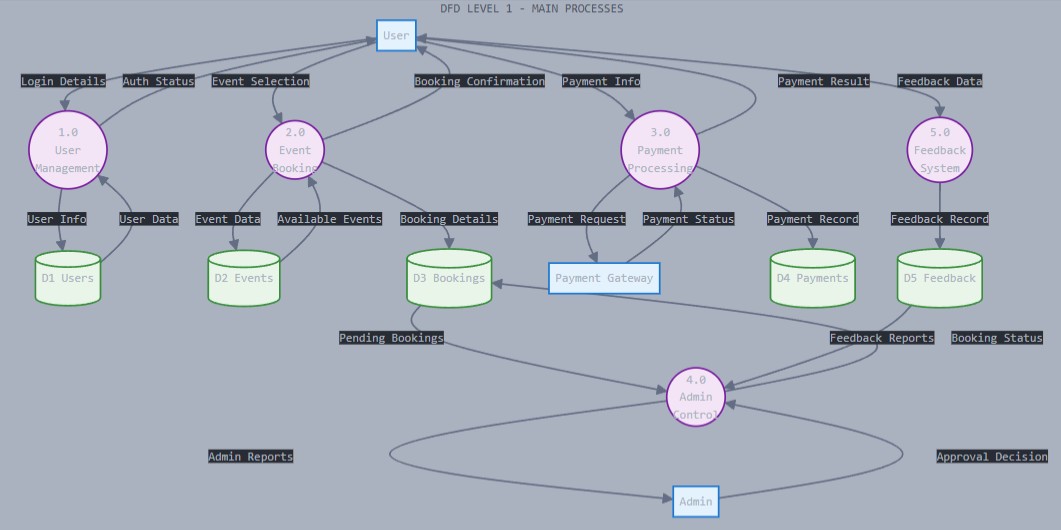 DFD LEVEL 1 - MAIN PROCESSES
User
Login Details
Auth Status
Event Selection
Booking Confirmation
Payment Info
Payment Result
Feedback Data
1.0
User
Management
2.0
Event
Booking
3.0
Payment
Processing
5.0
Feedback
System
User Info
User Data
Event Data
Available Events
Booking Details
Payment Request
Payment Status
Payment Record
Feedback Record
D1 Users
D2 Events
D3 Bookings
Payment Gateway
D4 Payments
D5 Feedback
Pending Bookings
Feedback Reports
Booking Status
4.0
Admin
Control
Admin Reports
Approval Decision
Admin